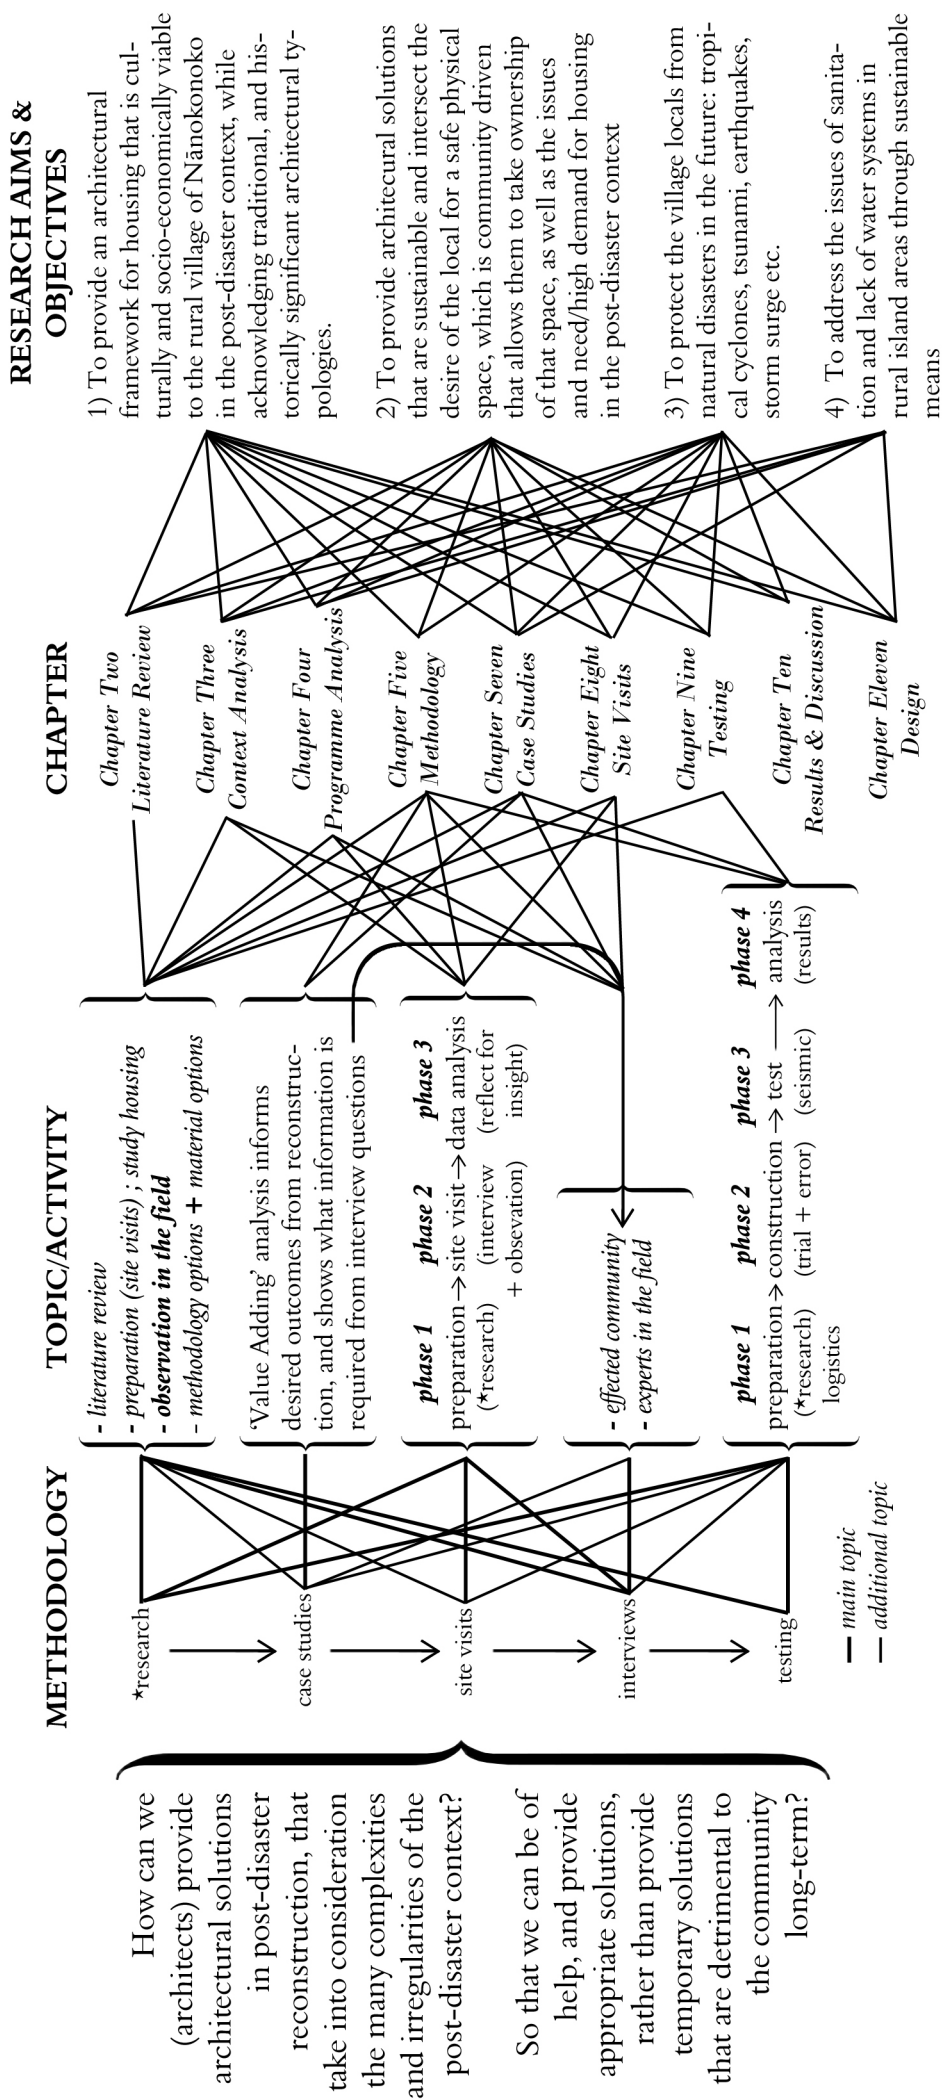 How can we
(architects) provide
architectural solutions
in post-disaster
reconstruction, that
take into consideration
the many complexities
and irregularities of the
post-disaster context?
So that we can be of
help, and provide
appropriate solutions,
rather than provide
temporary solutions
that are detrimental to
the community
long-term?
METHODOLOGY
*research
case studies
site visits
interviews
testing
main topic
additional topic
TOPIC/ACTIVITY
- literature review
- preparation (site visits) ; study housing
- observation in the field
- methodology options + material options
'Value Adding' analysis informs
desired outcomes from reconstruc-
tion, and shows what information is
required from interview questions
phase 1 phase 2 phase 3
preparation → site visit → data analysis
(*research) (interview (reflect for
+ obsevation) insight)
- effected community
- experts in the field
phase 1 phase 2 phase 3 phase 4
preparation → construction → test → analysis
(*research) (trial + error) (seismic) (results)
logistics
CHAPTER
Chapter Two
Literature Review
Chapter Three
Context Analysis
Chapter Four
Programme Analysis
Chapter Five
Methodology
Chapter Seven
Case Studies
Chapter Eight
Site Visits
Chapter Nine
Testing
Chapter Ten
Results & Discussion
Chapter Eleven
Design
RESEARCH AIMS &
OBJECTIVES
1) To provide an architectural
framework for housing that is cul-
turally and socio-economically viable
to the rural village of Nānokonoko
in the post-disaster context, while
acknowledging traditional, and his-
torically significant architectural ty-
pologies.
2) To provide architecural solutions
that are sustainable and intersect the
desire of the local for a safe physical
space, which is community driven
that allows them to take ownership
of that space, as well as the issues
and need/high demand for housing
in the post-disaster context
3) To protect the village locals from
natural disasters in the future: tropi-
cal cyclones, tsunami, earthquakes,
storm surge etc.
4) To address the issues of sanita-
tion and lack of water systems in
rural island areas through sustainable
means